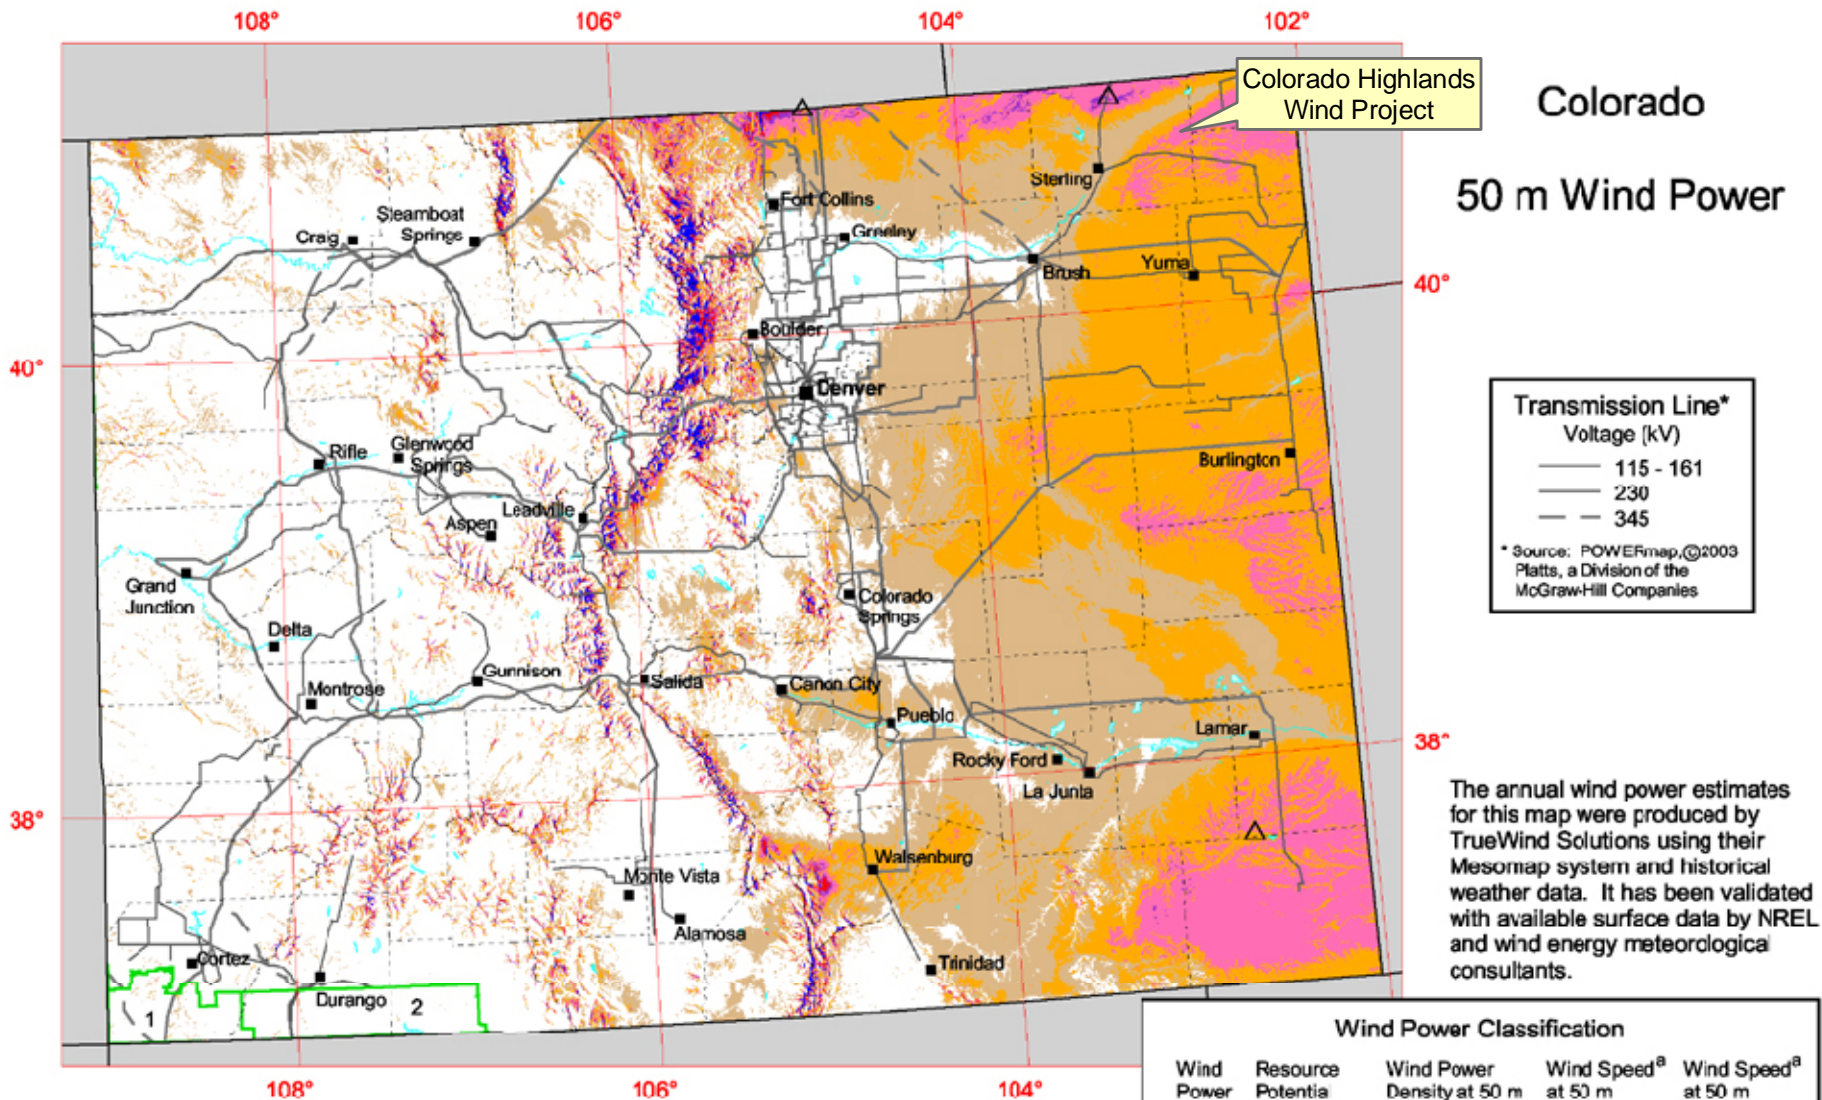 108°
106°
104°
102°
Colorado Highlands
Wind Project
Colorado
50 m Wind Power
Sterling
Fort Collins
Steamboat
Springs
Craig
Greeley
Brush
Yuma
40°
Boulder
40°
Denver
Transmission Line*
Voltage (kV)
115 - 161
230
345
* Source: POWERmap,©2003
Platts, a Division of the
McGraw-Hill Companies
Rifle
Glenwood
Springs
Burlington
Leadville
Aspen
Grand
Junction
Colorado
Springs
Delta
Gunnison
Salida
Montrose
Canon City
Pueblo
Lamar
38°
Rocky Ford
La Junta
38°
The annual wind power estimates
for this map were produced by
TrueWind Solutions using their
Mesomap system and historical
weather data. It has been validated
with available surface data by NREL
and wind energy meteorological
consultants.
Walsenburg
Monte Vista
Alamosa
Cortez
Trinidad
Durango
1
2
Wind Power Classification
Wind Resource Wind Power Wind Speeda Wind Speeda
Power Potential Density at 50 m at 50 m at 50 m
108°
106°
104°